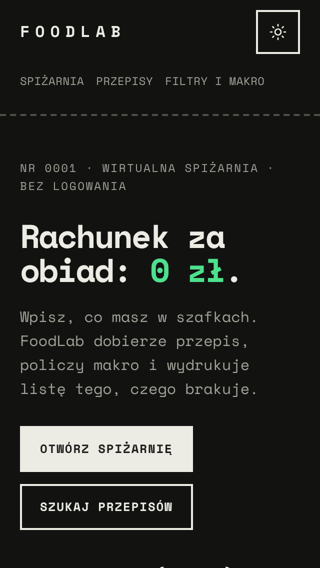 FOODLAB
SPIŻARNIA PRZEPISY FILTRY I MAKRO
NR 0001 · WIRTUALNA SPIŻARNIA ·
BEZ LOGOWANIA
Rachunek za
obiad: 0 zł.
Wpisz, co masz w szafkach.
FoodLab dobierze przepis,
policzy makro i wydrukuje
listę tego, czego brakuje.
OTWÓRZ SPIŻARNIĘ
SZUKAJ PRZEPISÓW